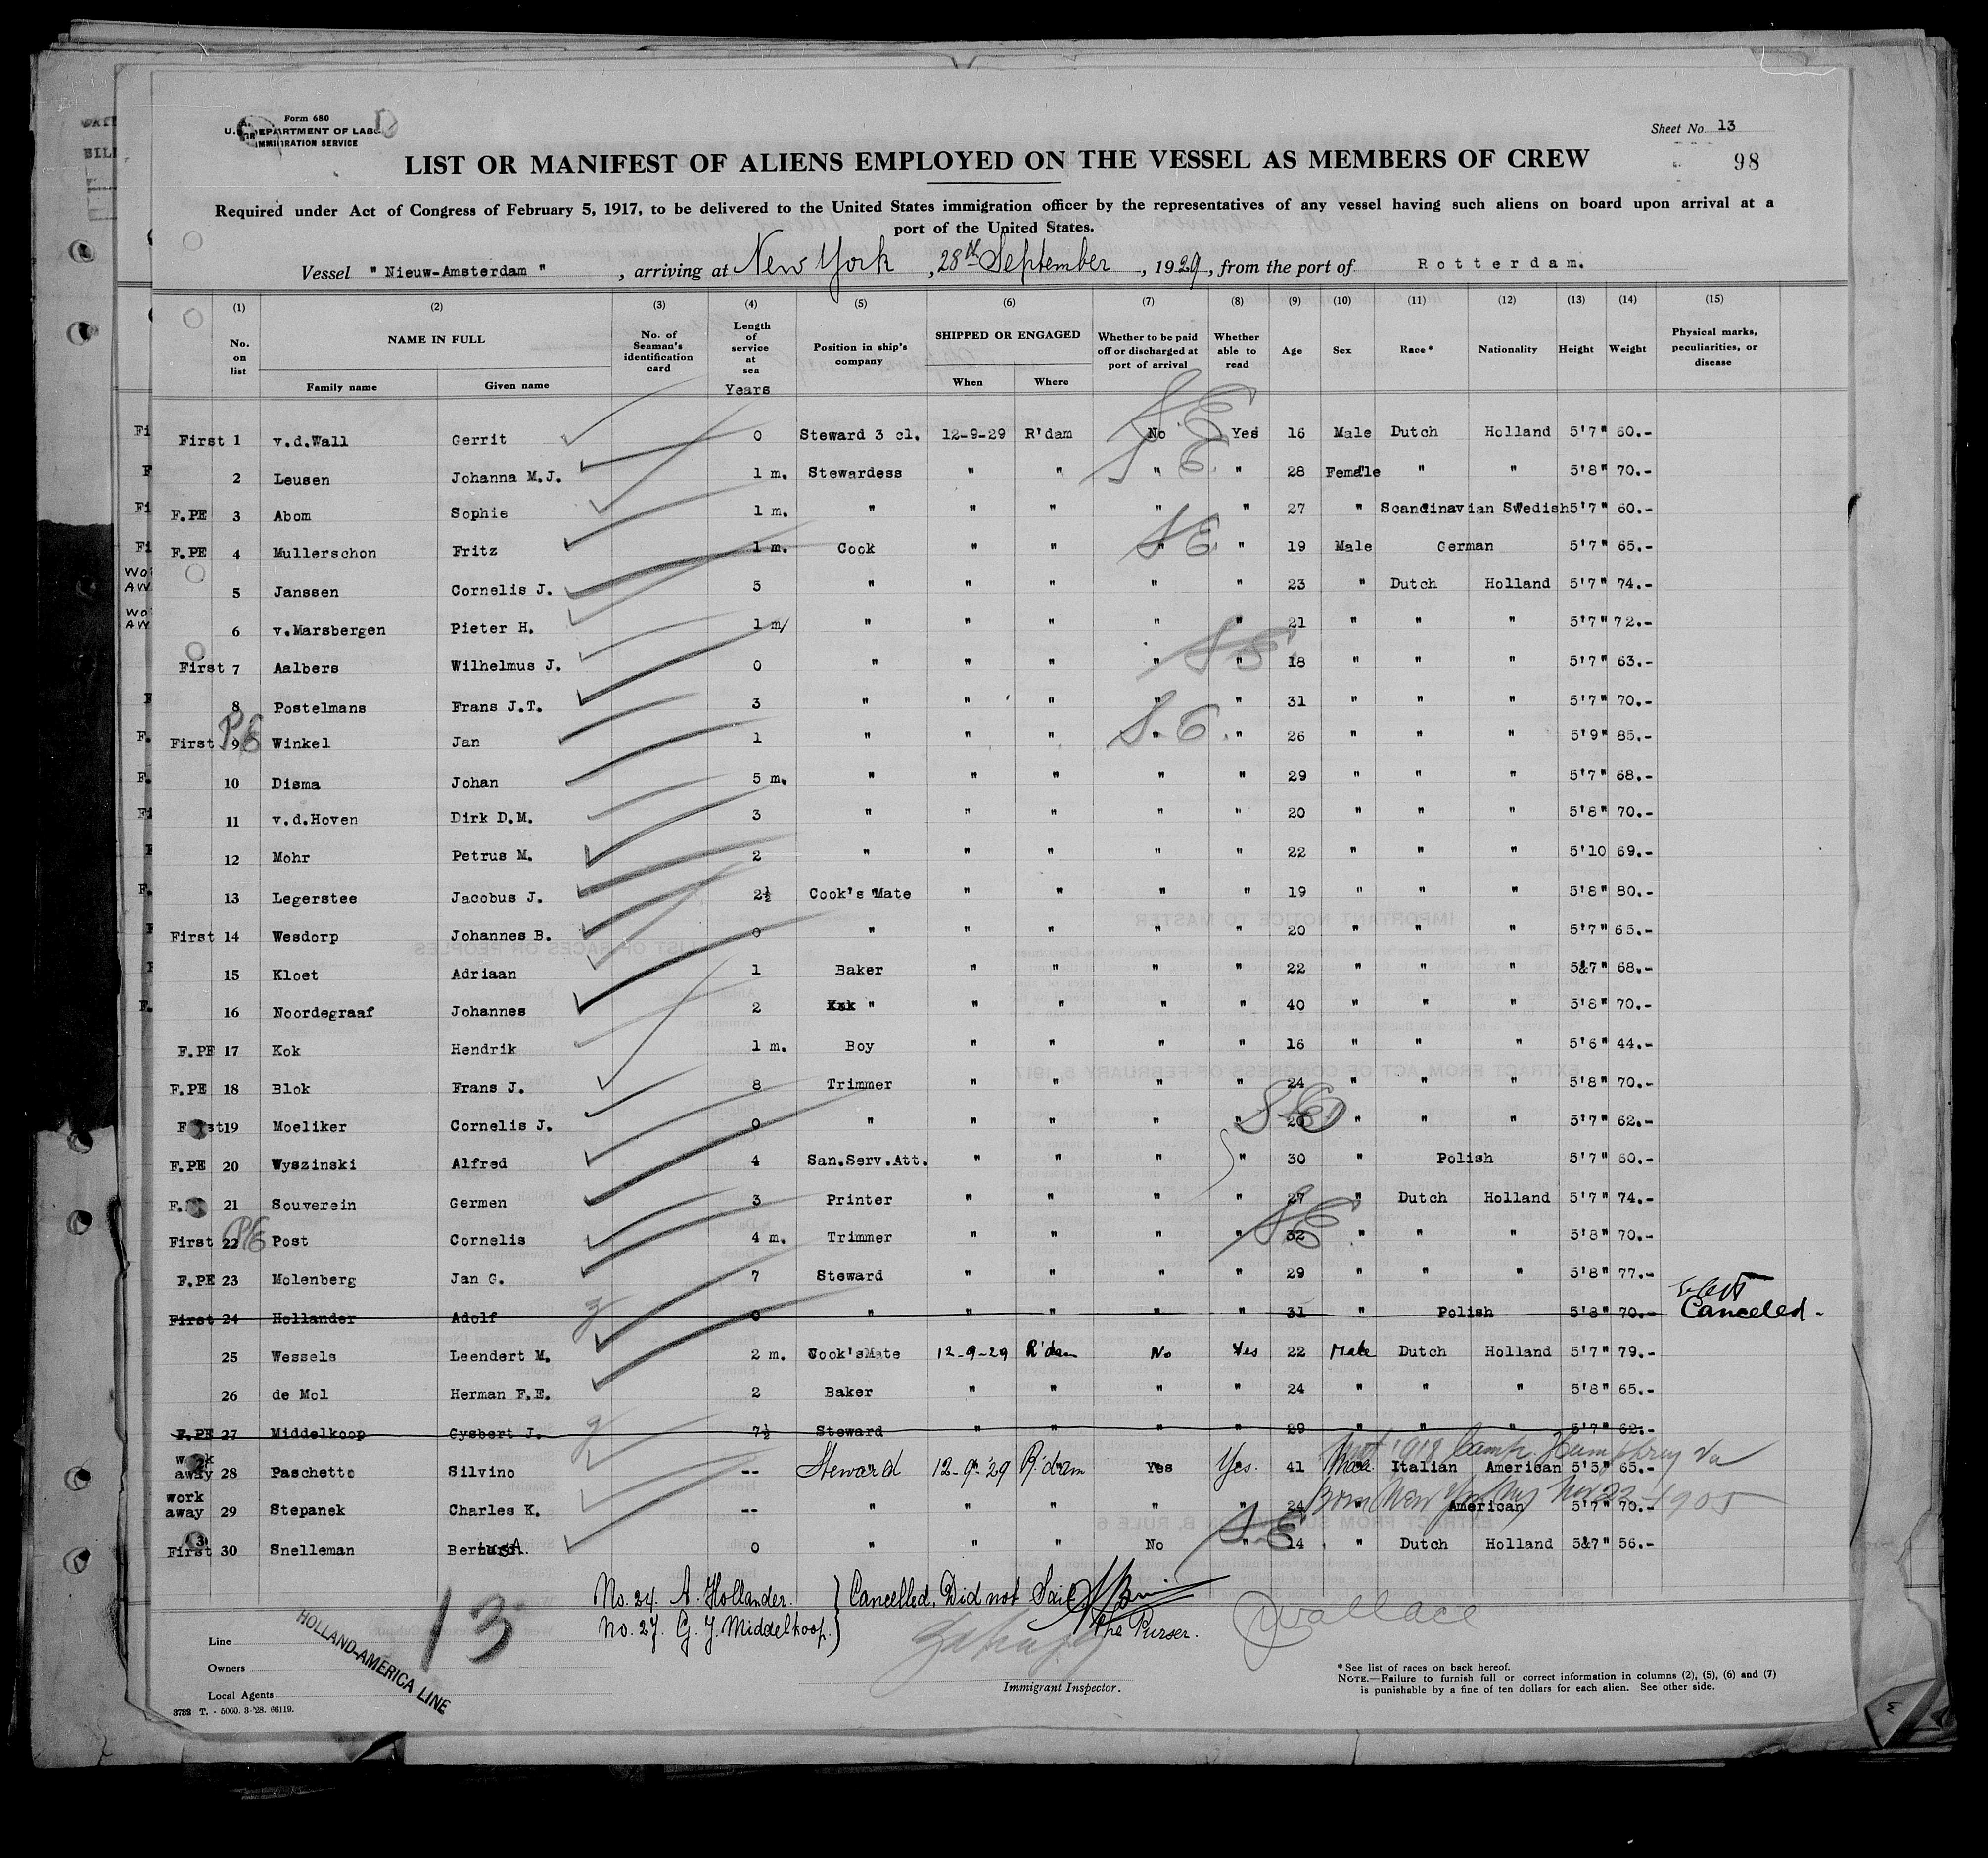 Form 680
U. S. DEPARTMENT OF LABOR
IMMIGRATION SERVICE
Sheet No. 13
98
LIST OR MANIFEST OF ALIENS EMPLOYED ON THE VESSEL AS MEMBERS OF CREW
Required under Act of Congress of February 5, 1917, to be delivered to the United States immigration officer by the representatives of any vessel having such aliens on board upon arrival at a
port of the United States.
Vessel " Nieuw-Amsterdam " , arriving at New York , 28th September , 1929 , from the port of Rotterdam.
(1) (2) (3) (4) (5) (6) (7) (8) (9) (10) (11) (12) (13) (14) (15)
No. on list NAME IN FULL Family name Given name No. of Seaman's identification card Length of service at sea Years Position in ship's company SHIPPED OR ENGAGED When Where Whether to be paid off or discharged at port of arrival Whether able to read Age Sex Race* Nationality Height Weight Physical marks, peculiarities, or disease
First 1 v.d.Wall Gerrit 0 Steward 3 cl. 12-9-29 R'dam No Yes 16 Male Dutch Holland 5'7" 60.-
2 Leusen Johanna M.J. 1 m. Stewardess " " " " 28 Female " " 5'8" 70.-
F.PE 3 Abom Sophie 1 m. " " " " " 27 " Scandinavian Swedish 5'7" 60.-
F.PE 4 Mullerschon Fritz 1 m. Cook " " " " 19 Male German 5'7" 65.-
5 Janssen Cornelis J. 5 " " " " " 23 " Dutch Holland 5'7" 74.-
6 v.Marsbergen Pieter H. 1 m/ " " " " " 21 " " " 5'7" 72.-
First 7 Aalbers Wilhelmus J. 0 " " " " " 18 " " " 5'7" 63.-
8 Postelmans Frans J.T. 3 " " " " " 31 " " " 5'7" 70.-
First PE 9 Winkel Jan 1 " " " " " 26 " " " 5'9" 85.-
10 Disma Johan 5 m. " " " " " 29 " " " 5'7" 68.-
11 v.d.Hoven Dirk D.M. 3 " " " " " 20 " " " 5'8" 70.-
12 Mohr Petrus M. 2 " " " " " 22 " " " 5'10 69.-
13 Legerstee Jacobus J. 2½ Cook's Mate " " " " 19 " " " 5'8" 80.-
First 14 Wesdorp Johannes B. 0 " " " " " 20 " " " 5'7" 65.-
15 Kloet Adriaan 1 Baker " " " " 22 " " " 5&7" 68.-
16 Noordegraaf Johannes 2 " " " " " 40 " " " 5'8" 70.-
F.PE 17 Kok Hendrik 1 m. Boy " " " " 16 " " " 5'6" 44.-
F.PE 18 Blok Frans J. 8 Trimmer " " " " 24 " " " 5'8" 70.-
First 19 Moeliker Cornelis J. 0 " " " " " 20 " " " 5'7" 62.-
F.PE 20 Wyszinski Alfred 4 San.Serv.Att. " " " " 30 " Polish 5'7" 60.-
F. 21 Souverein Germen 3 Printer " " " " 27 " Dutch Holland 5'7" 74.-
First PE 22 Post Cornelis 4 m. Trimmer " " " " 32 " " " 5'8" 70.-
F.PE 23 Molenberg Jan G. 7 Steward " " " " 29 " " " 5'8" 77.-
First 24 Hollander Adolf 0 " " " " " 31 " Polish 5'8" 70.- Canceled.
25 Wessels Leendert M. 2 m. Cook'sMate 12-9-29 R'dam No Yes 22 Male Dutch Holland 5'7" 79.-
26 de Mol Herman F.E. 2 Baker " " " " 24 " " " 5'8" 65.-
F.PE 27 Middelkoop Gysbert J. 7½ Steward " " " " 29 " " " 5'7" 62.-
Camp Humphrey Va
work away 28 Paschetto Silvino -- Steward 12-9-'29 R'dam Yes Yes. 41 Male Italian American 5'5" 65.-
Born New York Nov 22 - 1905
work away 29 Stepanek Charles K. -- " " " " " 24 American 5'7" 70.-
First 30 Snelleman 0 " " " No " 14 " Dutch Holland 5&7" 56.-
No. 24. A. Hollander. } Cancelled, Did not Sail.
No. 27. G. J. Middelkoop. } The Purser.
Wallace
13
Line
Owners
Local Agents
HOLLAND-AMERICA LINE
Immigrant Inspector.
* See list of races on back hereof.
NOTE.—Failure to furnish full or correct information in columns (2), (5), (6) and (7)
is punishable by a fine of ten dollars for each alien. See other side.
3732 T. - 5000. 3-'28. 66119.